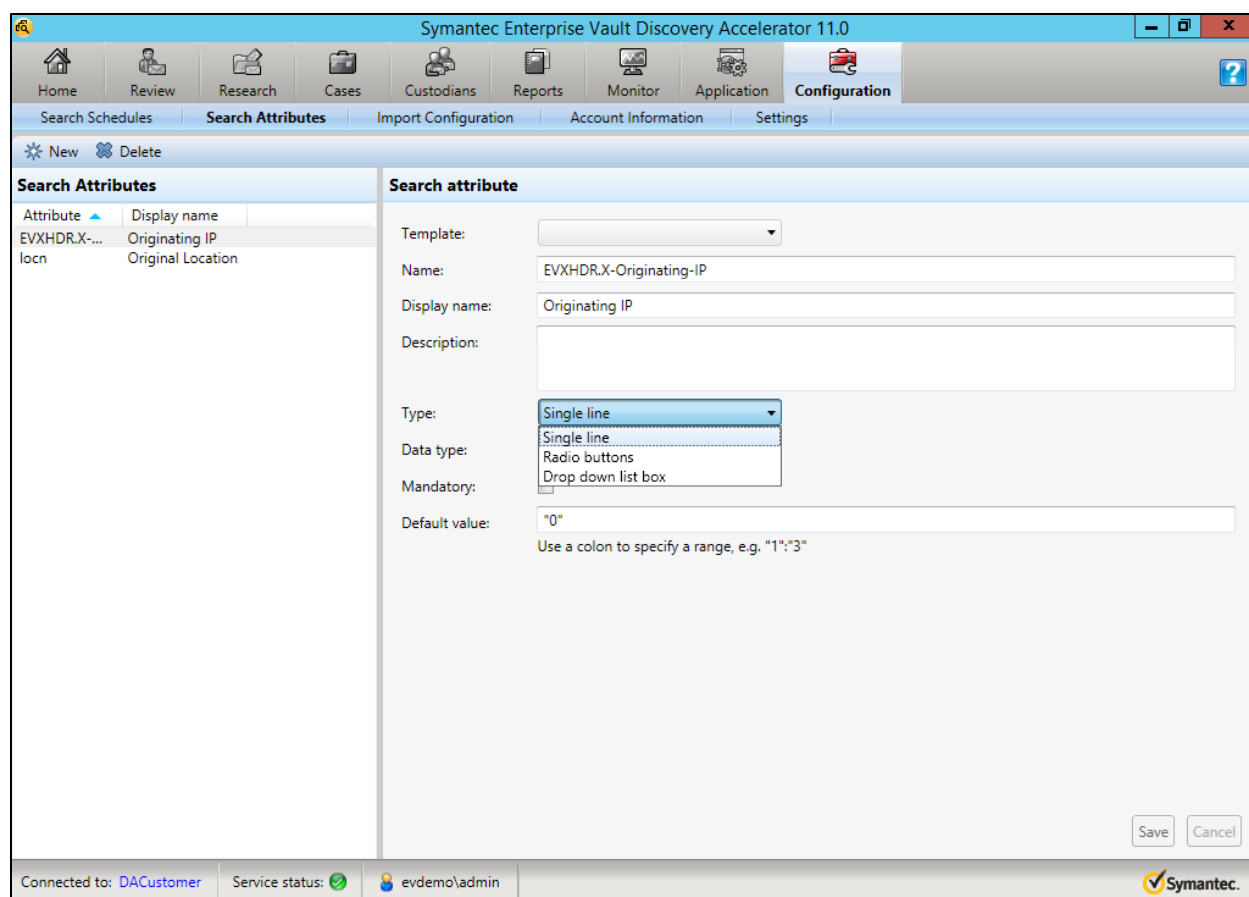 Symantec Enterprise Vault Discovery Accelerator 11.0
Home Review Research Cases Custodians Reports Monitor Application Configuration
Search Schedules Search Attributes Import Configuration Account Information Settings
New Delete
Search Attributes
Attribute Display name
EVXHDR.X-... Originating IP
locn Original Location
Search attribute
Template:
Name: EVXHDR.X-Originating-IP
Display name: Originating IP
Description:
Type: Single line
Single line
Data type: Radio buttons
Drop down list box
Mandatory:
Default value: "0"
Use a colon to specify a range, e.g. "1":"3"
Save Cancel
Connected to: DACustomer Service status: evdemo\admin Symantec.